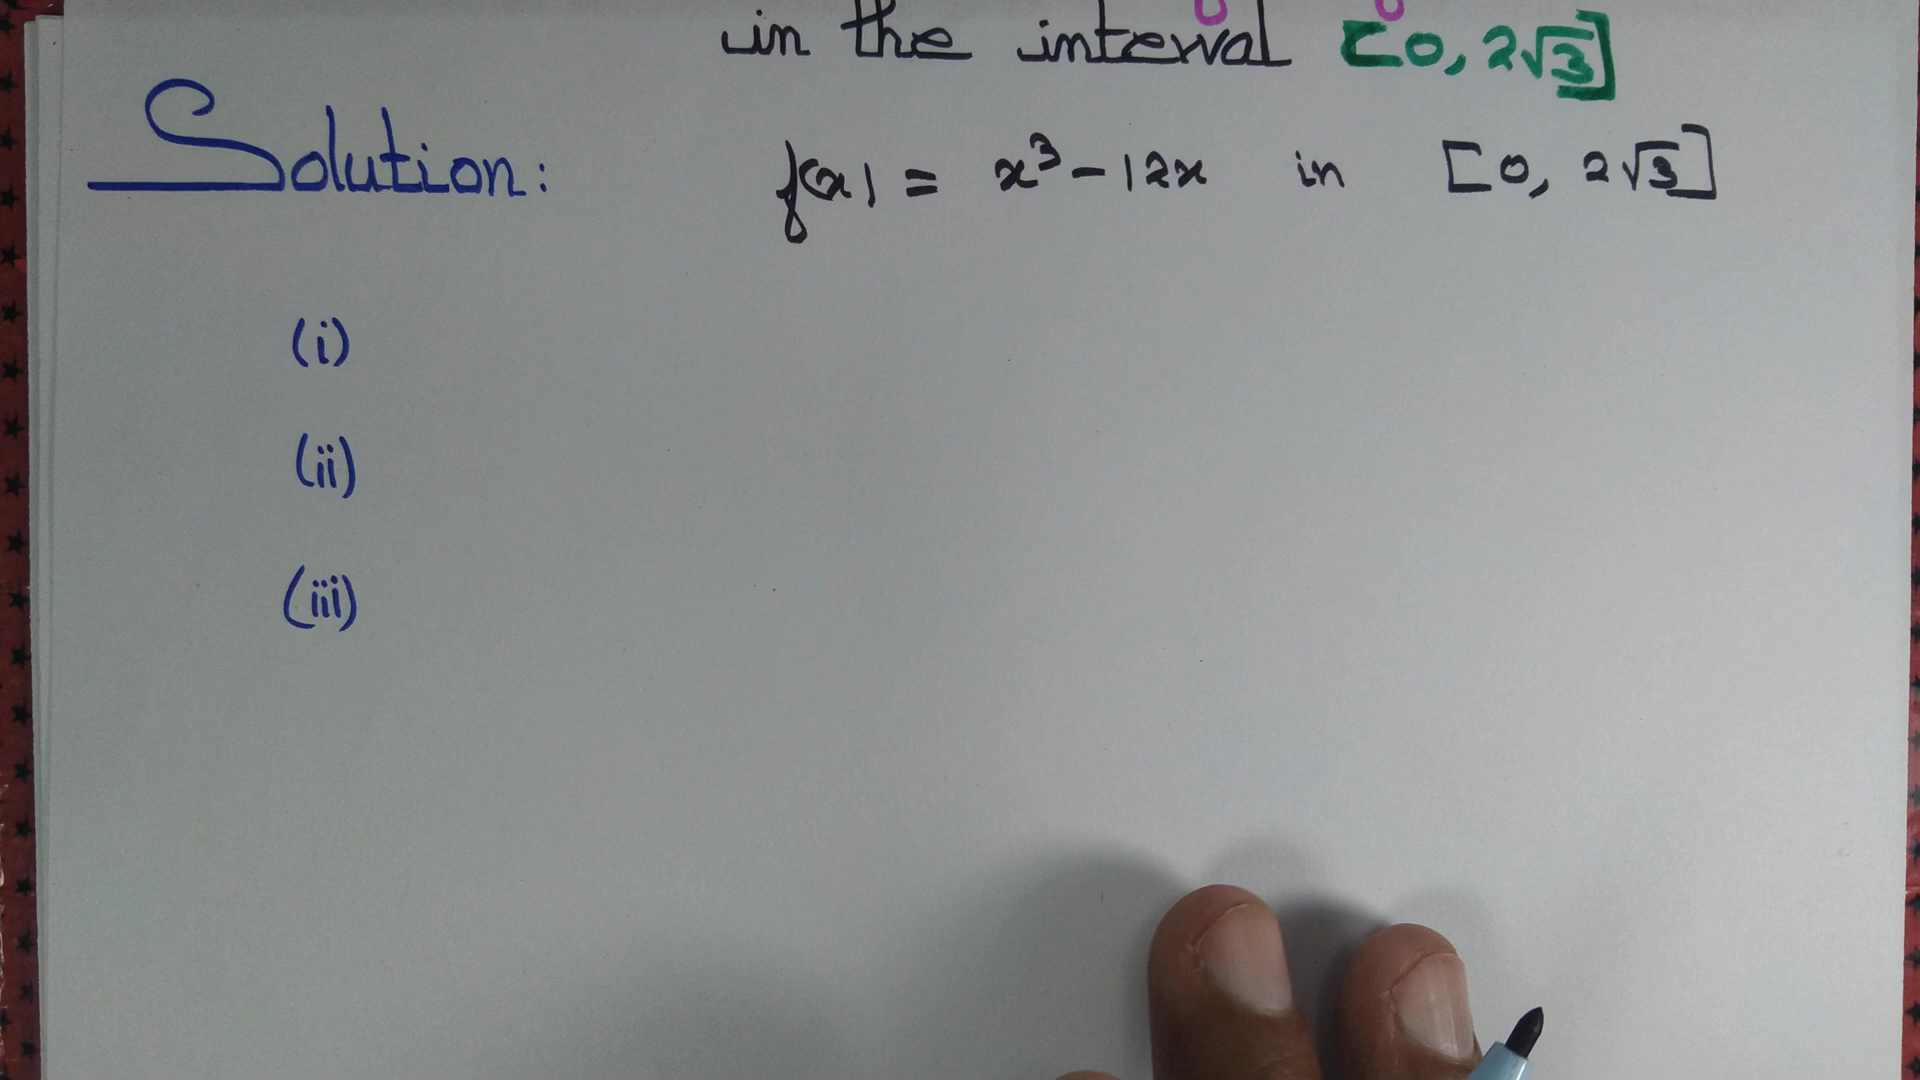 in the interval [0, 2√3]
Solution: f(x) = x³ - 12x in [0, 2√3]
(i)
(ii)
(iii)